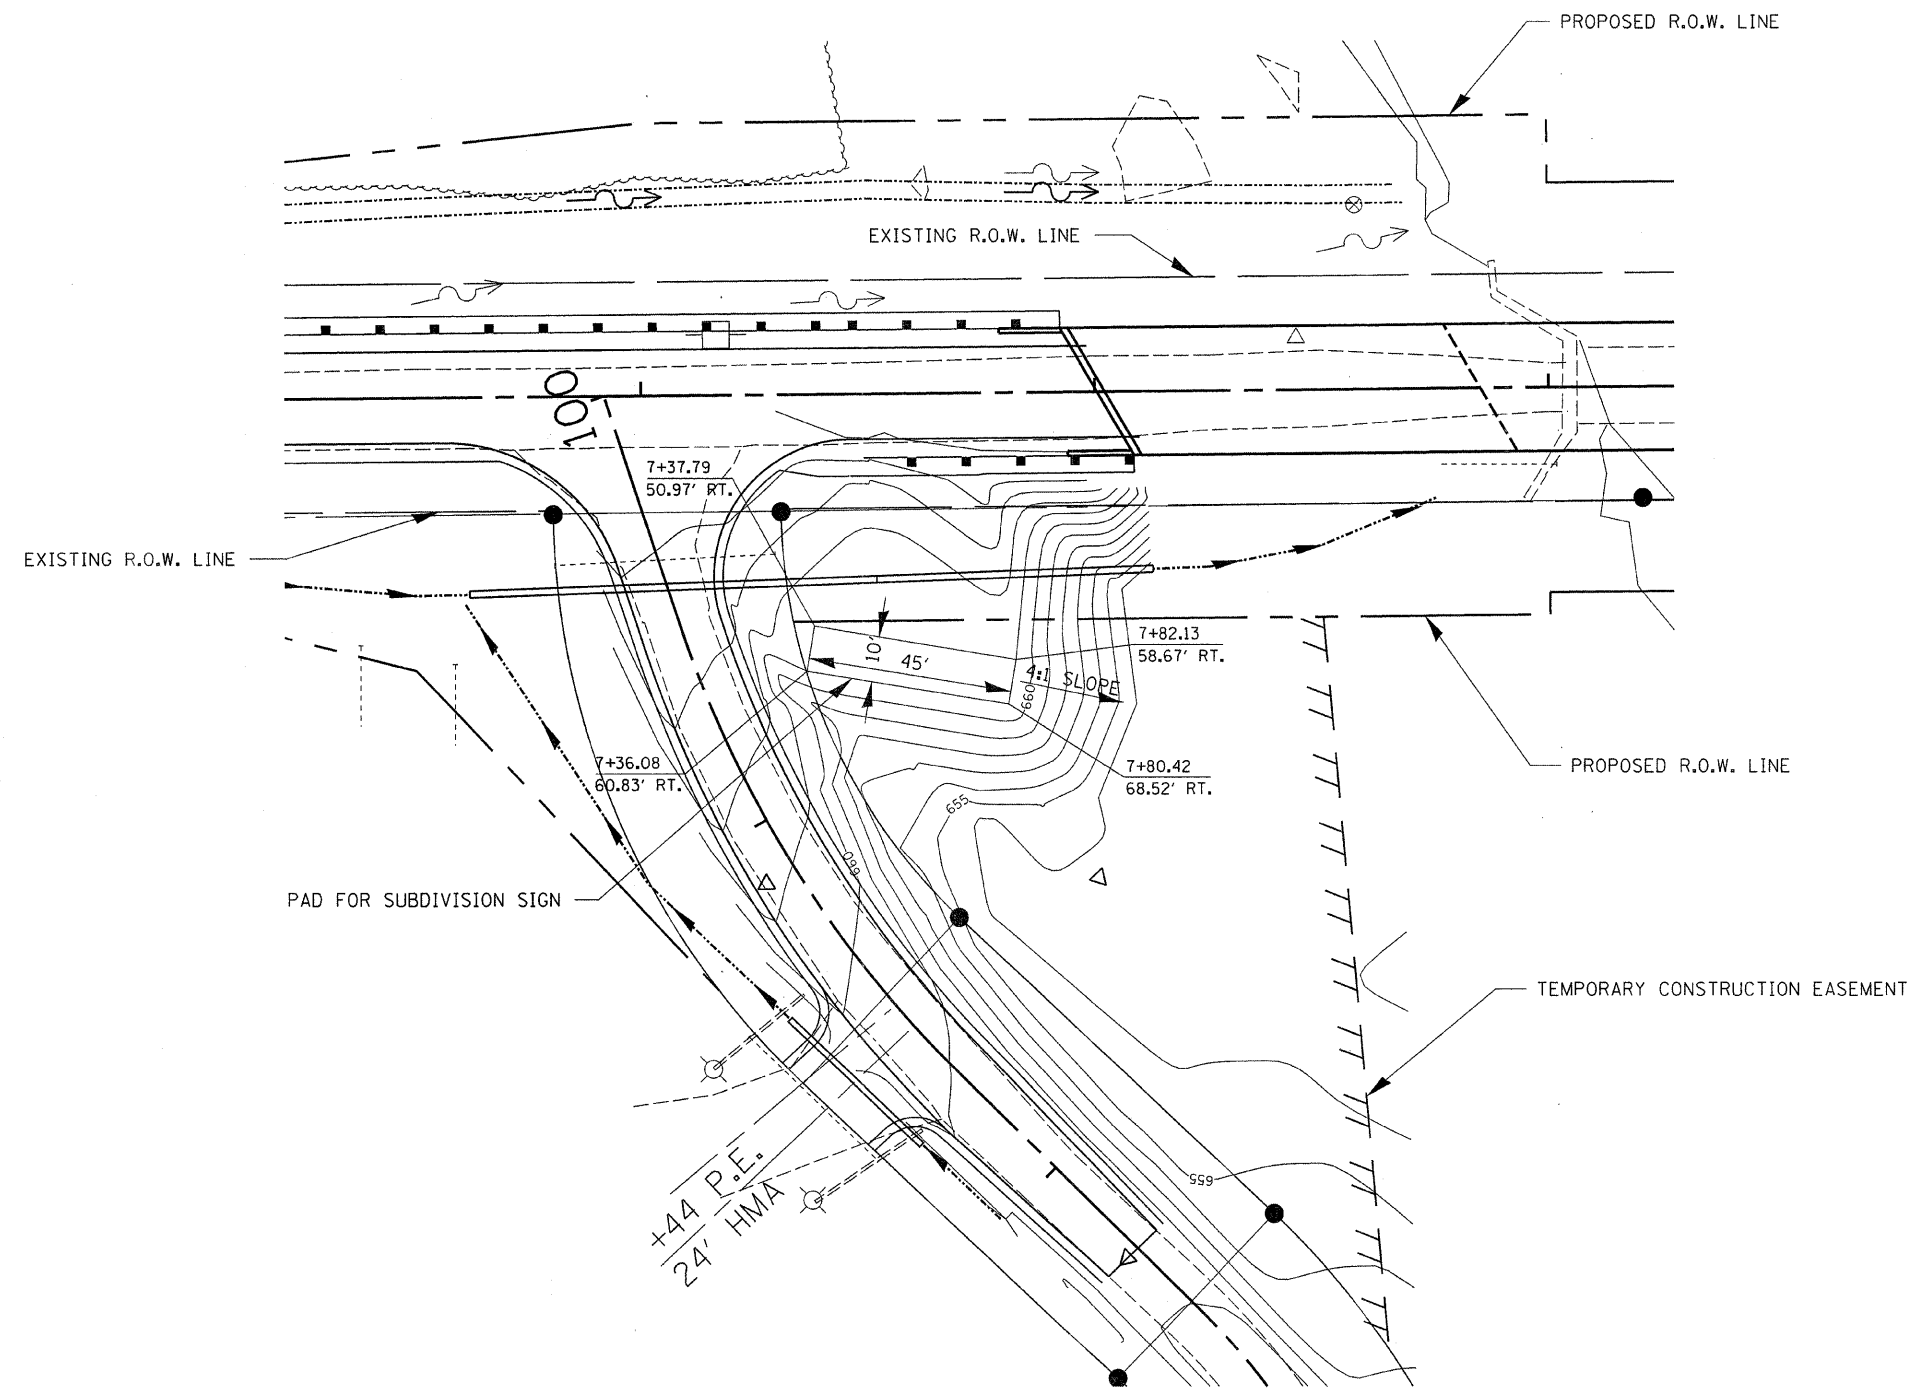 PROPOSED R.O.W. LINE
EXISTING R.O.W. LINE
100
7+37.79
50.97' RT.
EXISTING R.O.W. LINE
10'
45'
7+82.13
58.67' RT.
4:1 SLOPE
660
7+36.08
60.83' RT.
7+80.42
68.52' RT.
PROPOSED R.O.W. LINE
655
660
PAD FOR SUBDIVISION SIGN
TEMPORARY CONSTRUCTION EASEMENT
+44 P.E.
24' HMA
655